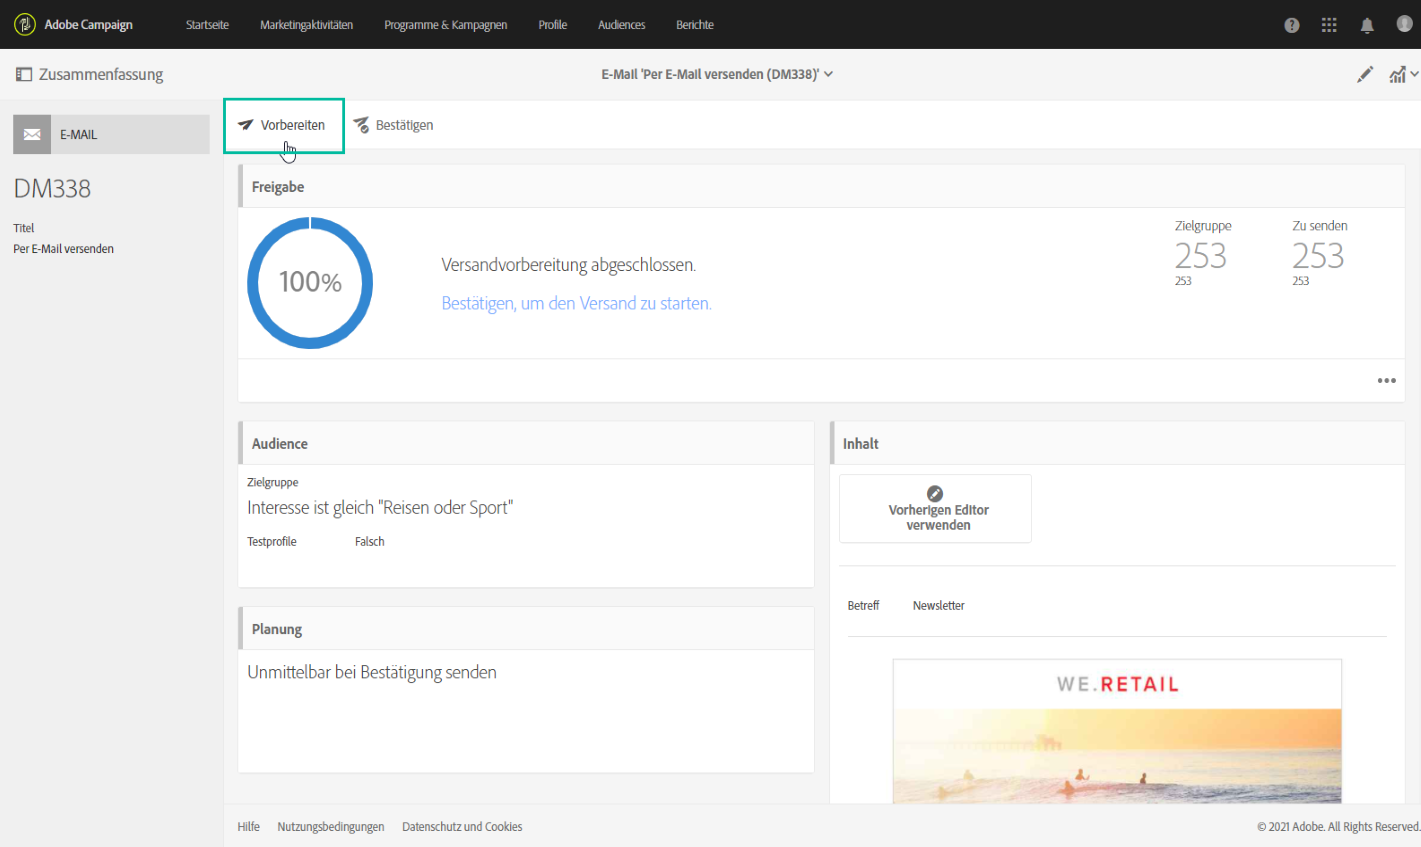 Adobe Campaign Startseite Marketingaktivitäten Programme & Kampagnen Profile Audiences Berichte
Zusammenfassung
E-Mail 'Per E-Mail versenden (DM338)'
E-MAIL
Vorbereiten Bestätigen
DM338
Titel
Per E-Mail versenden
Freigabe
100%
Versandvorbereitung abgeschlossen.
Bestätigen, um den Versand zu starten.
Zielgruppe Zu senden
253 253
253 253
Audience
Zielgruppe
Interesse ist gleich "Reisen oder Sport"
Testprofile Falsch
Planung
Unmittelbar bei Bestätigung senden
Inhalt
Vorherigen Editor
verwenden
Betreff Newsletter
WE.RETAIL
Hilfe Nutzungsbedingungen Datenschutz und Cookies
© 2021 Adobe. All Rights Reserved.